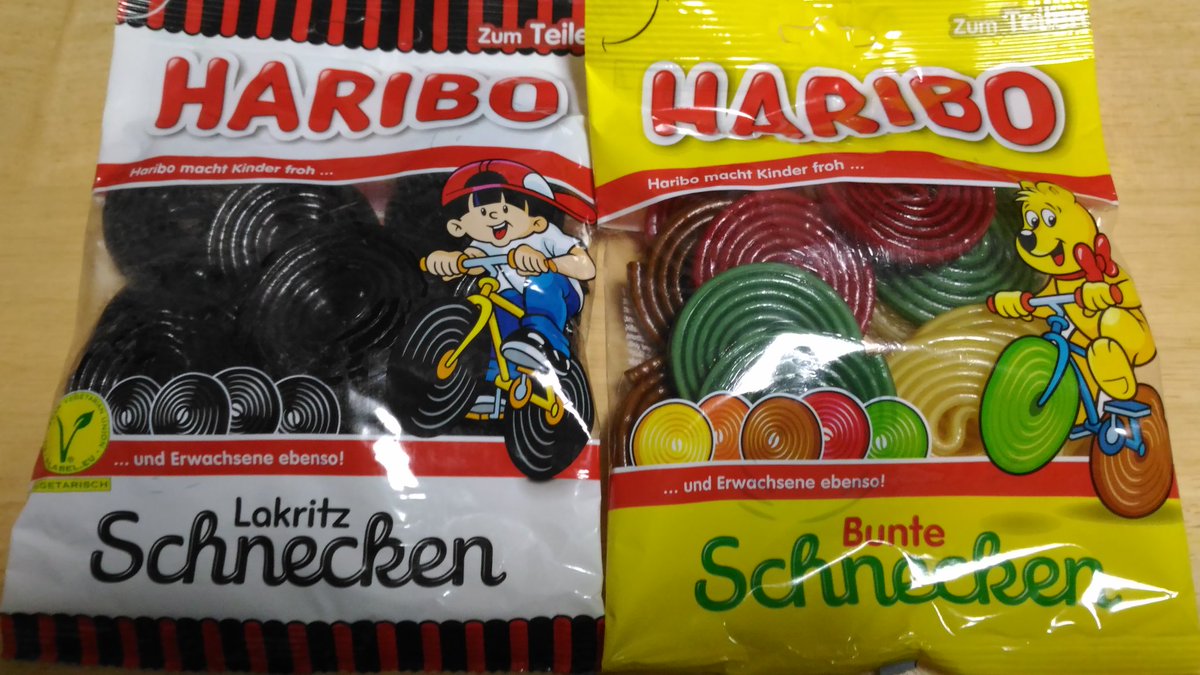 Zum Teilen
HARIBO
Haribo macht Kinder froh ...
... und Erwachsene ebenso!
Lakritz
Schnecken
VEGETARISCH
Zum Teilen
HARIBO
Haribo macht Kinder froh ...
... und Erwachsene ebenso!
Bunte
Schnecken